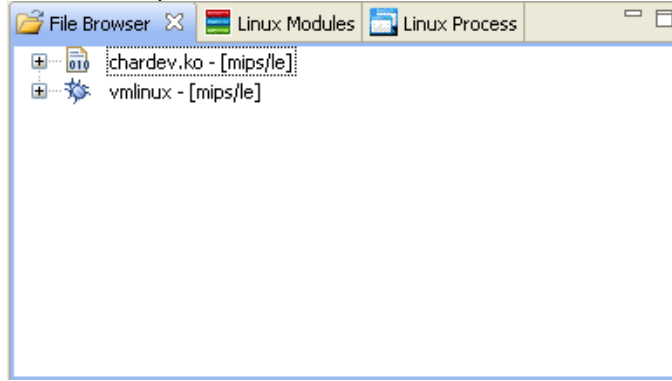 File Browser Linux Modules Linux Process
chardev.ko - [mips/le]
vmlinux - [mips/le]